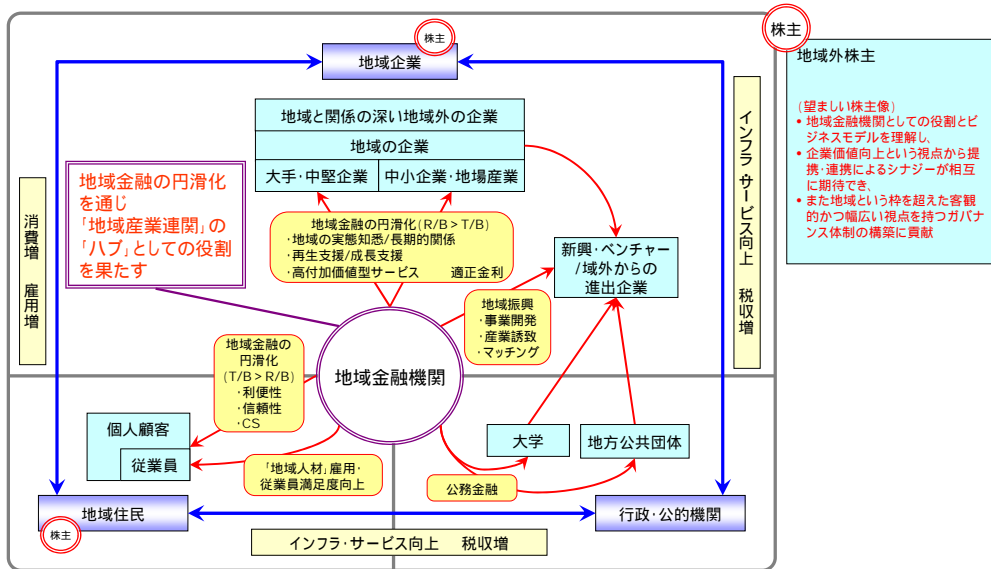 株主
地域企業
株主
地域外株主
(望ましい株主像)
• 地域金融機関としての役割とビ
ジネスモデルを理解し、
• 企業価値向上という視点から提
携・連携によるシナジーが相互
に期待でき、
• また地域という枠を超えた客観
的かつ幅広い視点を持つガバナ
ンス体制の構築に貢献
地域と関係の深い地域外の企業
地域の企業
大手・中堅企業
中小企業・地場産業
地域金融の円滑化
を通じ
「地域産業連関」の
「ハブ」としての役割
を果たす
消費増 雇用増
インフラ・サービス向上 税収増
地域金融の円滑化(R/B>T/B)
・地域の実態知悉/長期的関係
・再生支援/成長支援
・高付加価値型サービス 適正金利
新興・ベンチャー
/域外からの
進出企業
地域振興
・事業開発
・産業誘致
・マッチング
地域金融の
円滑化
(T/B>R/B)
・利便性
・信頼性
・CS
地域金融機関
個人顧客
従業員
大学
地方公共団体
「地域人材」雇用・
従業員満足度向上
公務金融
地域住民
株主
行政・公的機関
インフラ・サービス向上 税収増